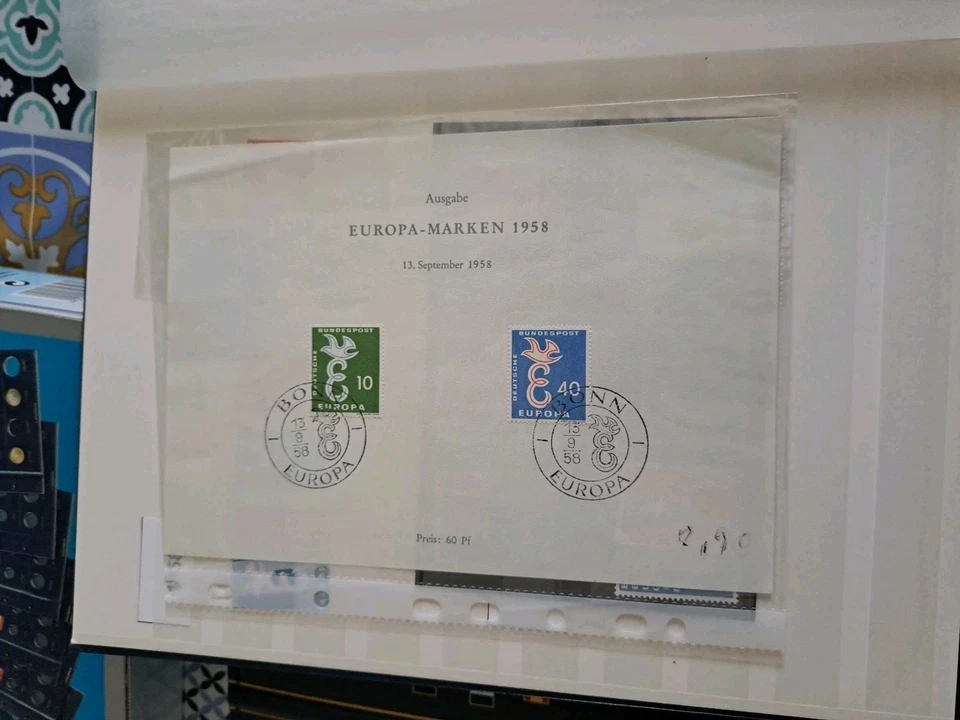 Ausgabe
EUROPA-MARKEN 1958
13. September 1958
BUNDESPOST
DEUTSCHE
10
EUROPA
BUNDESPOST
DEUTSCHE
40
EUROPA
BONN
13
9
58
EUROPA
BONN
13
9
58
EUROPA
Preis: 60 Pf